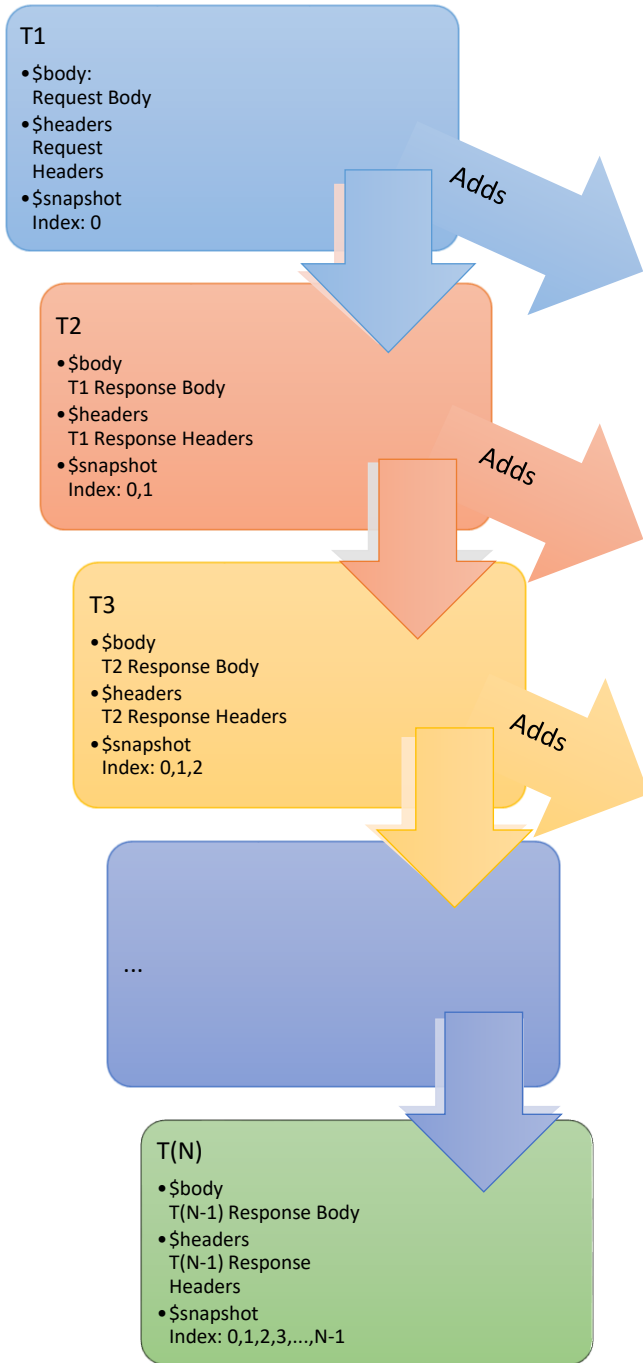 T1
•$body:
Request Body
•$headers
Request
Headers
•$snapshot
Index: 0
Adds
T2
•$body
T1 Response Body
•$headers
T1 Response Headers
•$snapshot
Index: 0,1
Adds
T3
•$body
T2 Response Body
•$headers
T2 Response Headers
•$snapshot
Index: 0,1,2
Adds
...
T(N)
•$body
T(N-1) Response Body
•$headers
T(N-1) Response
Headers
•$snapshot
Index: 0,1,2,3,...,N-1